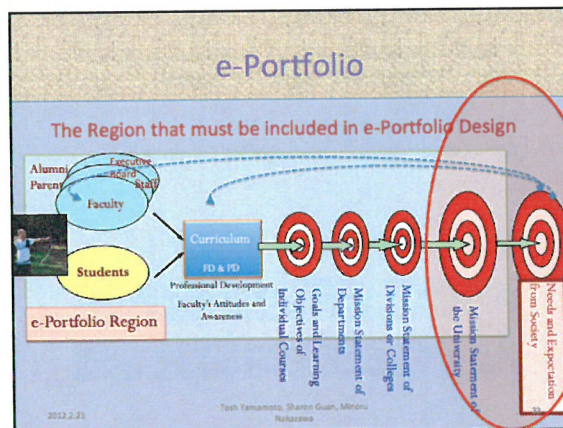 e-Portfolio
The Region that must be included in e-Portfolio Design
Alumni
Parent
Executive
Board
Staff
Faculty
Students
e-Portfolio Region
Curriculum
FD & PD
Professional Development
Faculty's Attitudes and
Awareness
Goals and Learning
Objectives of
Individual Courses
Mission Statement of
Departments
Mission Statement of
Divisions or Colleges
Mission Statement of
the University
Needs and Expectation
from Society
2012.2.21
Tosh Yamamoto, Sharon Guan, Minoru
Nakazawa